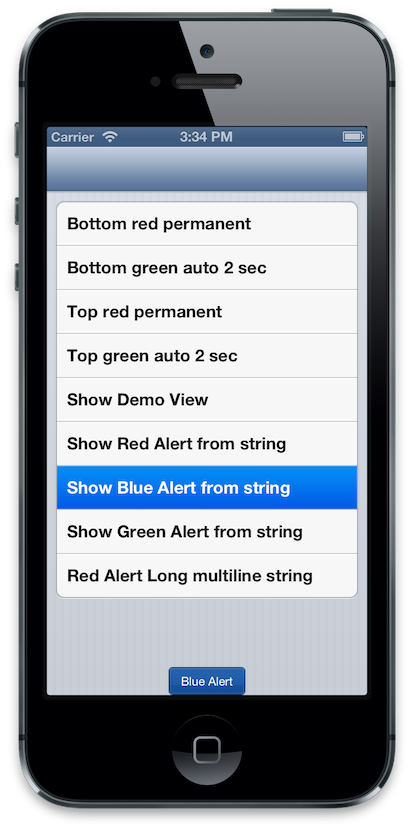 Carrier 3:34 PM
Bottom red permanent
Bottom green auto 2 sec
Top red permanent
Top green auto 2 sec
Show Demo View
Show Red Alert from string
Show Blue Alert from string
Show Green Alert from string
Red Alert Long multiline string
Blue Alert